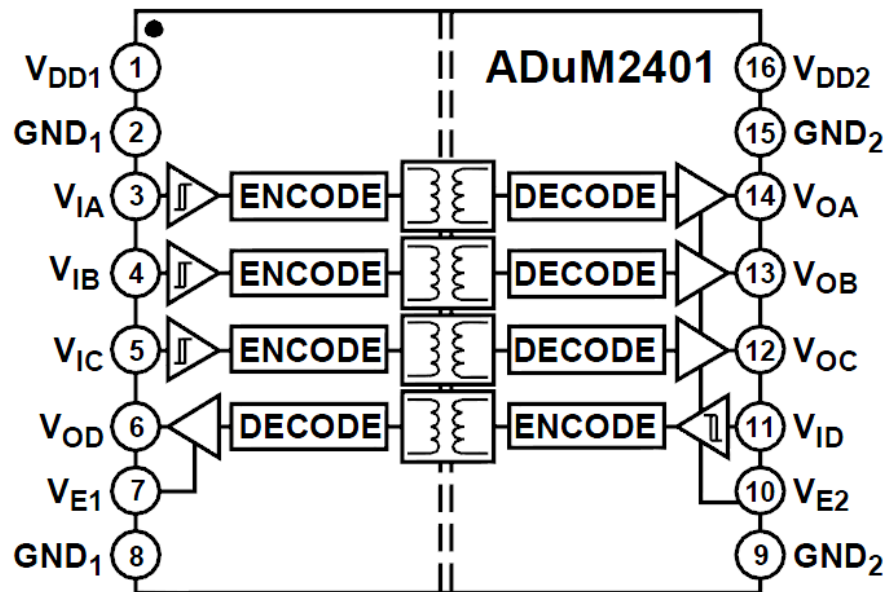 ADuM2401
VDD1 1 16 VDD2
GND1 2 15 GND2
VIA 3 ENCODE DECODE 14 VOA
VIB 4 ENCODE DECODE 13 VOB
VIC 5 ENCODE DECODE 12 VOC
VOD 6 DECODE ENCODE 11 VID
VE1 7 10 VE2
GND1 8 9 GND2